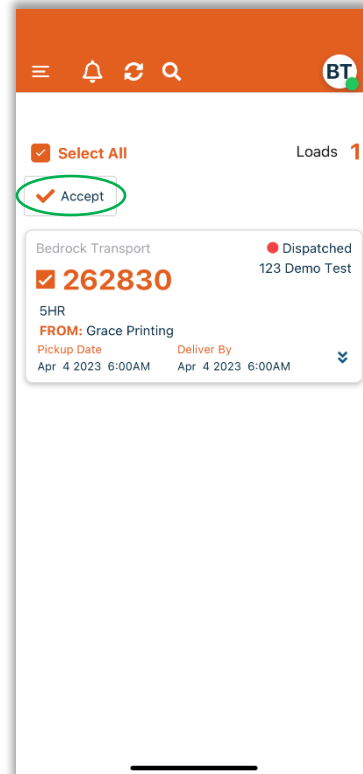 BT
Select All
Loads 1
Accept
Bedrock Transport
Dispatched
262830
123 Demo Test
5HR
FROM: Grace Printing
Pickup Date
Deliver By
Apr 4 2023 6:00AM
Apr 4 2023 6:00AM